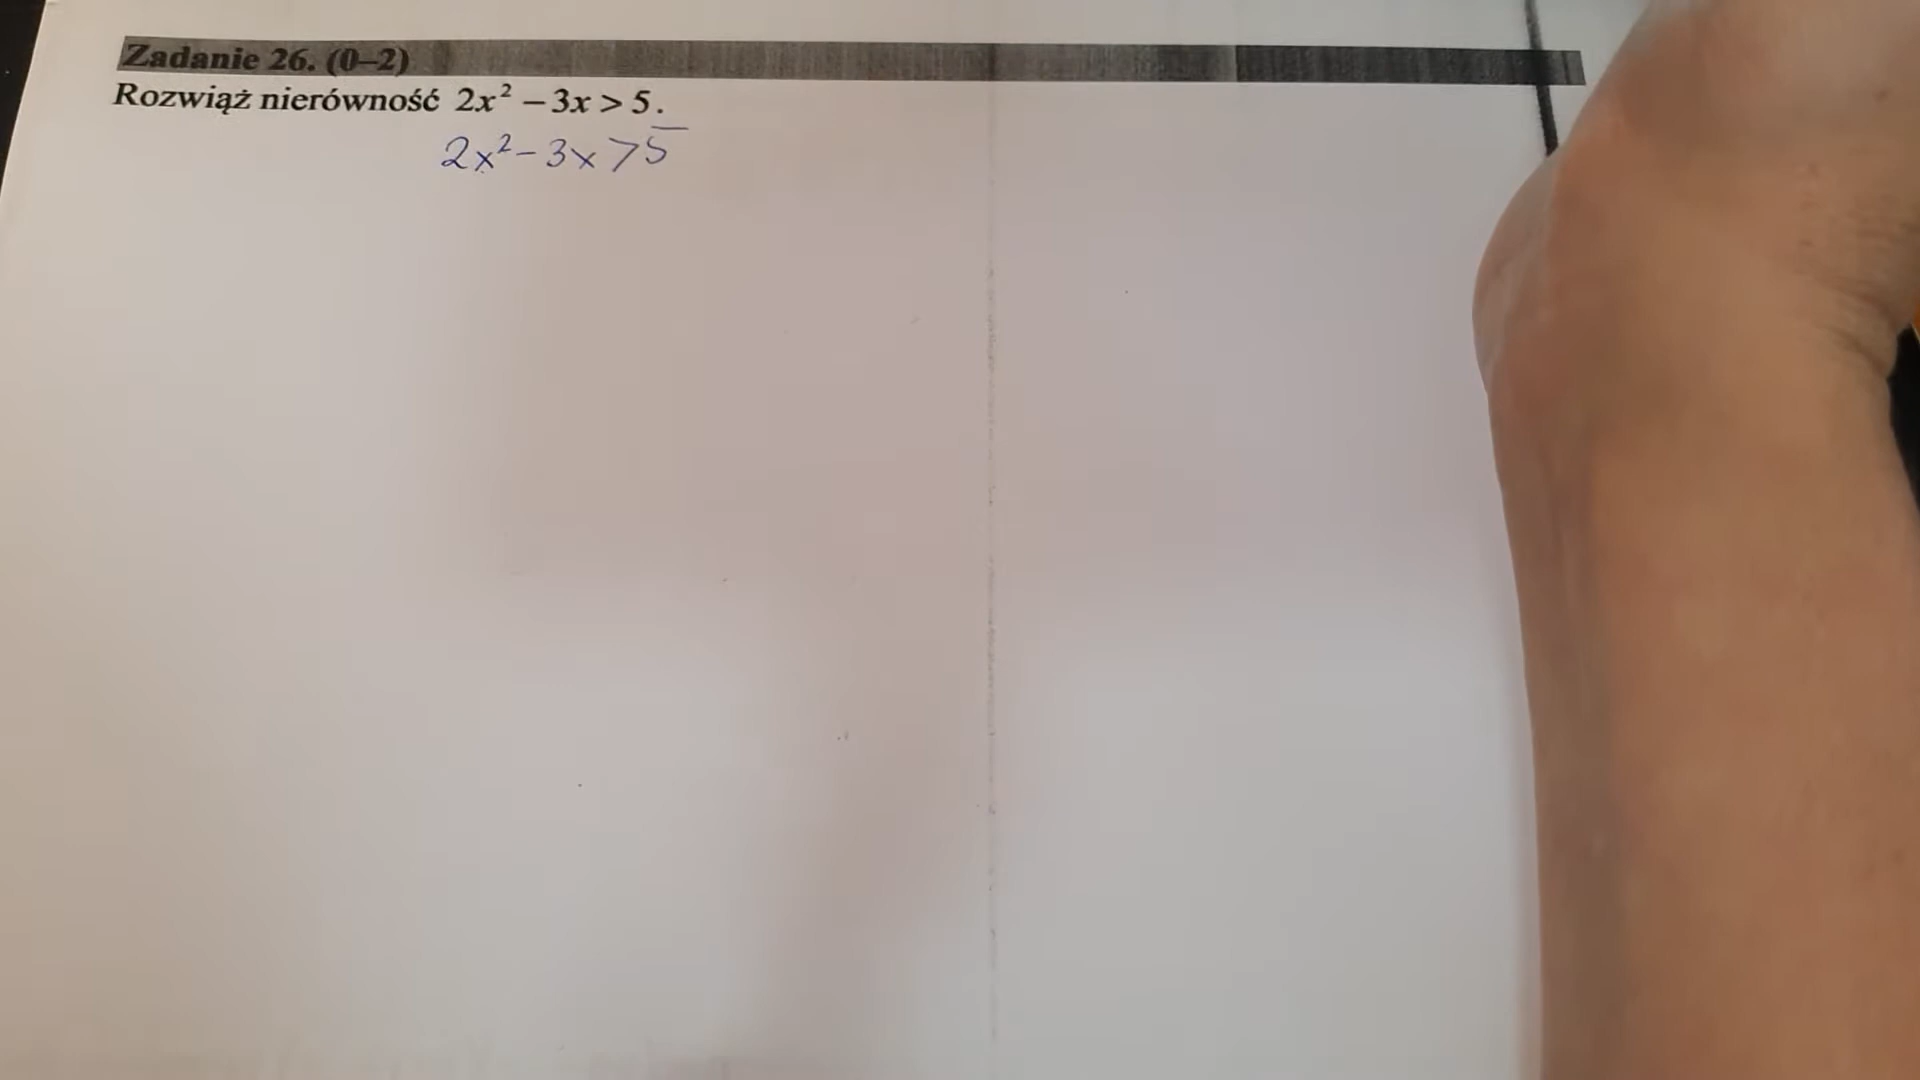 Zadanie 26. (0–2)
Rozwiąż nierówność 2x² – 3x > 5.
2x² - 3x > 5